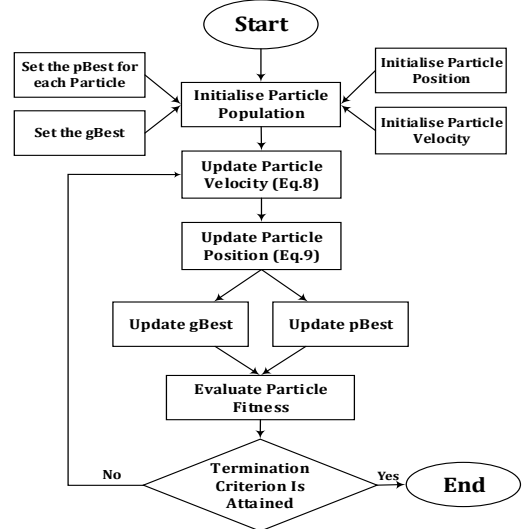 Start
Set the pBest for
each Particle
Initialise Particle
Position
Initialise Particle
Population
Set the gBest
Initialise Particle
Velocity
Update Particle
Velocity (Eq.8)
Update Particle
Position (Eq.9)
Update gBest
Update pBest
Evaluate Particle
Fitness
No
Termination
Criterion Is
Attained
Yes
End